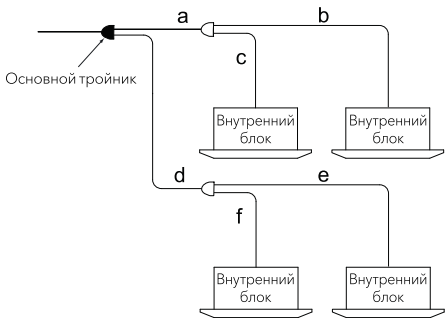 a
b
c
Основной тройник
Внутренний
блок
Внутренний
блок
d
e
f
Внутренний
блок
Внутренний
блок